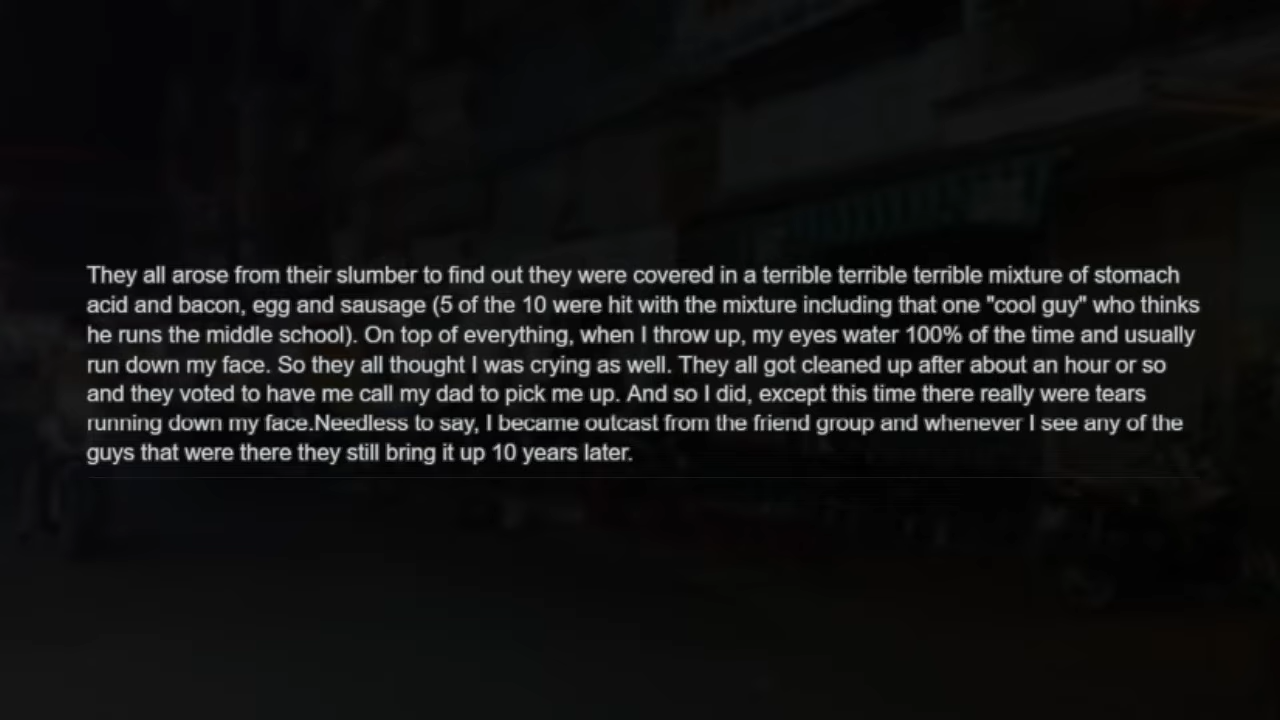 They all arose from their slumber to find out they were covered in a terrible terrible terrible mixture of stomach
acid and bacon, egg and sausage (5 of the 10 were hit with the mixture including that one "cool guy" who thinks
he runs the middle school). On top of everything, when I throw up, my eyes water 100% of the time and usually
run down my face. So they all thought I was crying as well. They all got cleaned up after about an hour or so
and they voted to have me call my dad to pick me up. And so I did, except this time there really were tears
running down my face.Needless to say, I became outcast from the friend group and whenever I see any of the
guys that were there they still bring it up 10 years later.